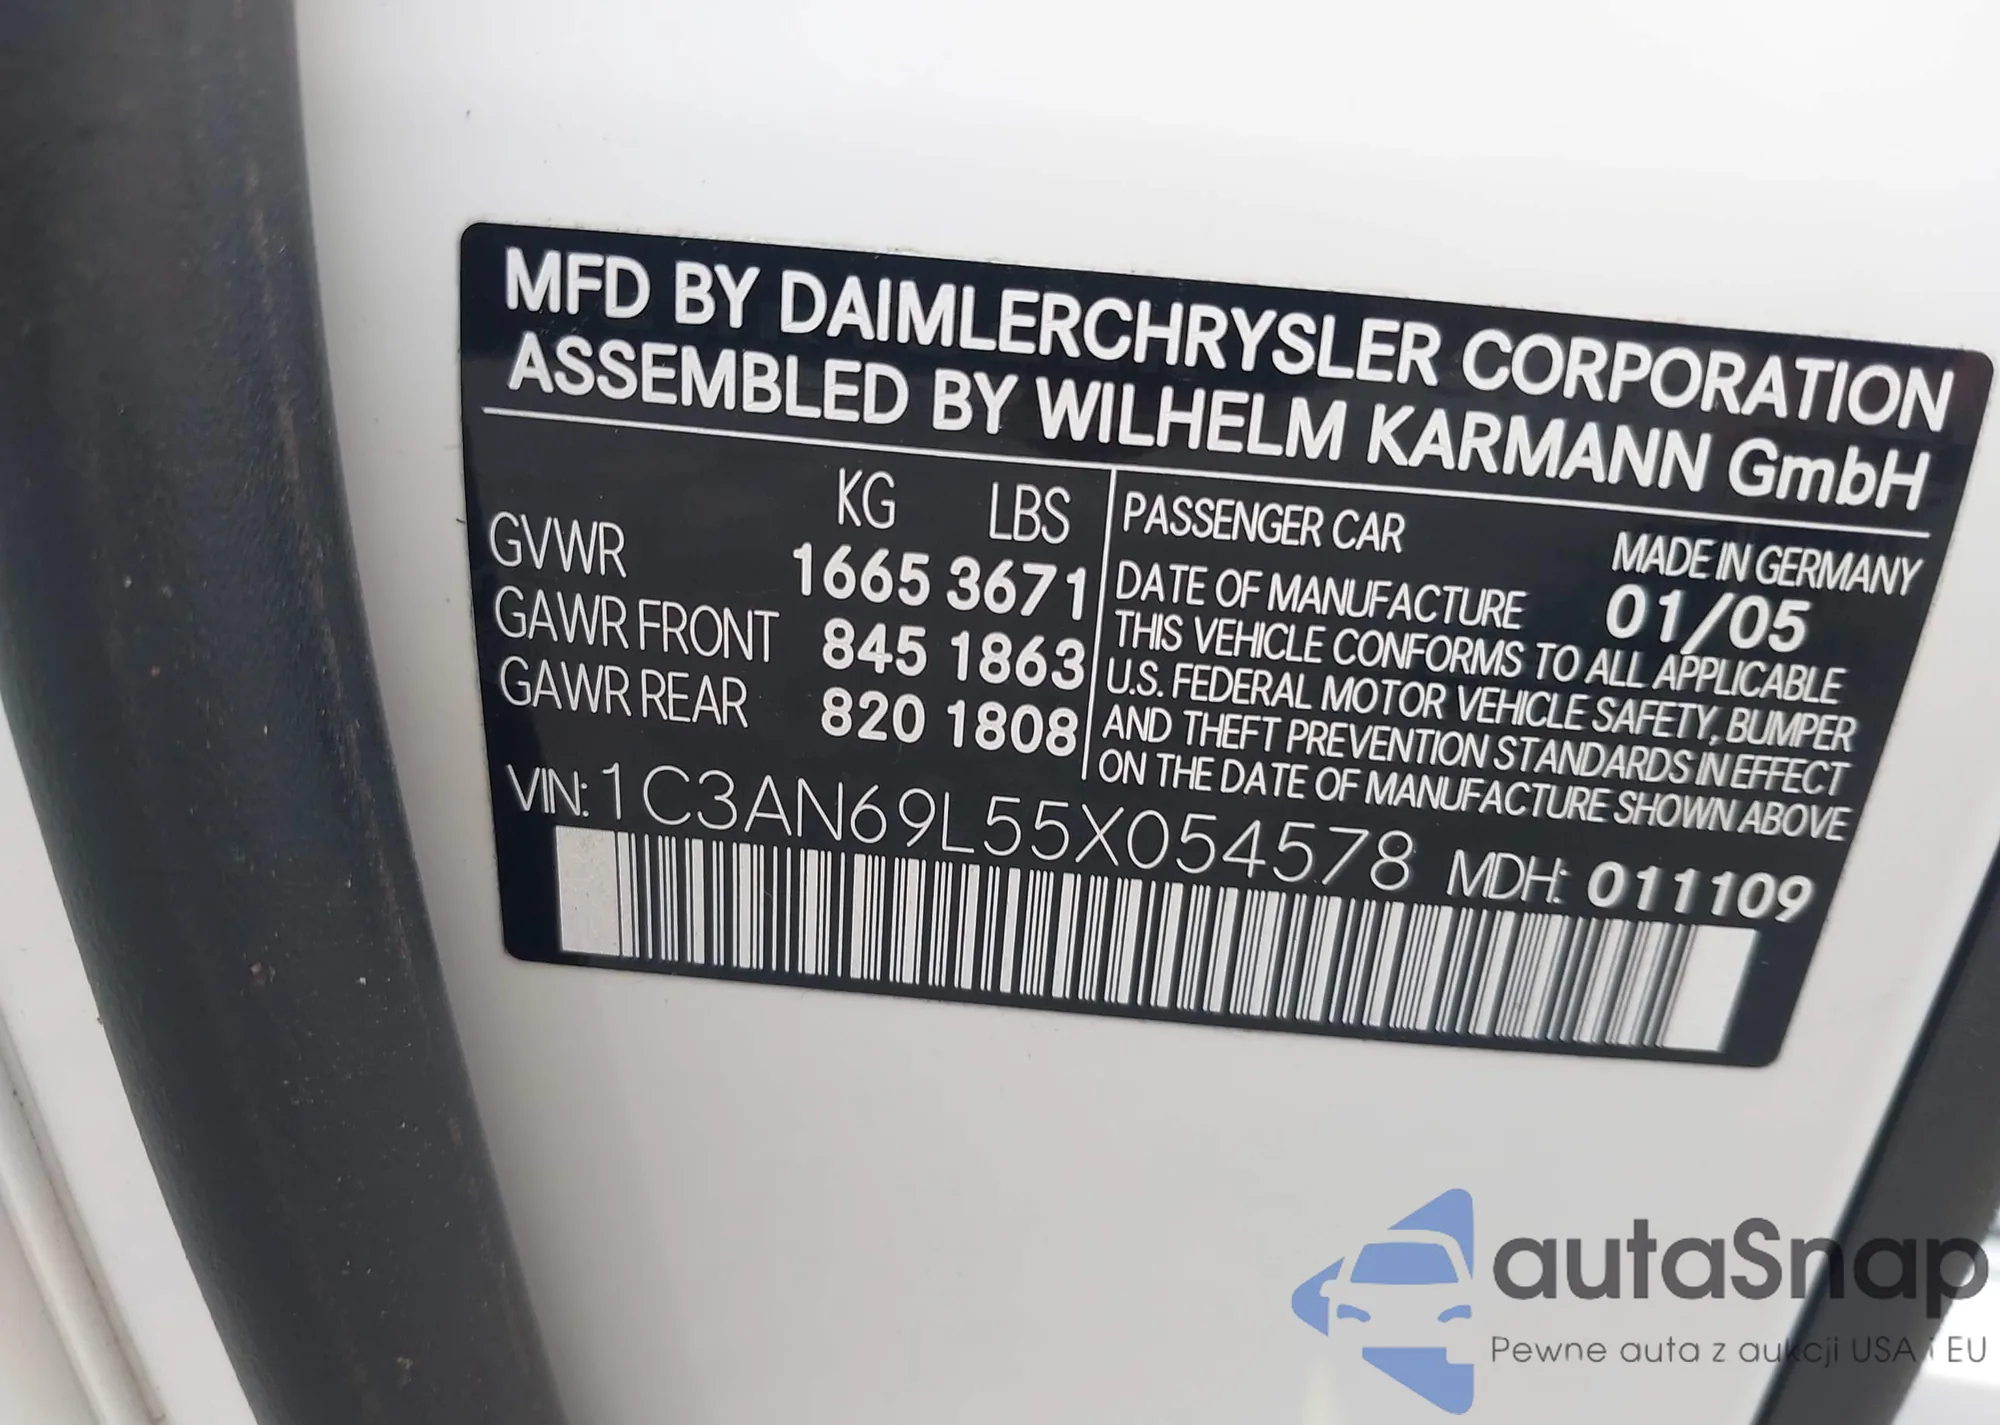 MFD BY DAIMLERCHRYSLER CORPORATION
ASSEMBLED BY WILHELM KARMANN GmbH
KG LBS
GVWR 1665 3671
GAWR FRONT 845 1863
GAWR REAR 820 1808
PASSENGER CAR MADE IN GERMANY
DATE OF MANUFACTURE 01/05
THIS VEHICLE CONFORMS TO ALL APPLICABLE
U.S. FEDERAL MOTOR VEHICLE SAFETY, BUMPER
AND THEFT PREVENTION STANDARDS IN EFFECT
ON THE DATE OF MANUFACTURE SHOWN ABOVE
VIN: 1C3AN69L55X054578 MDH: 011109
autaSnap
Pewne auta z aukcji USA i EU